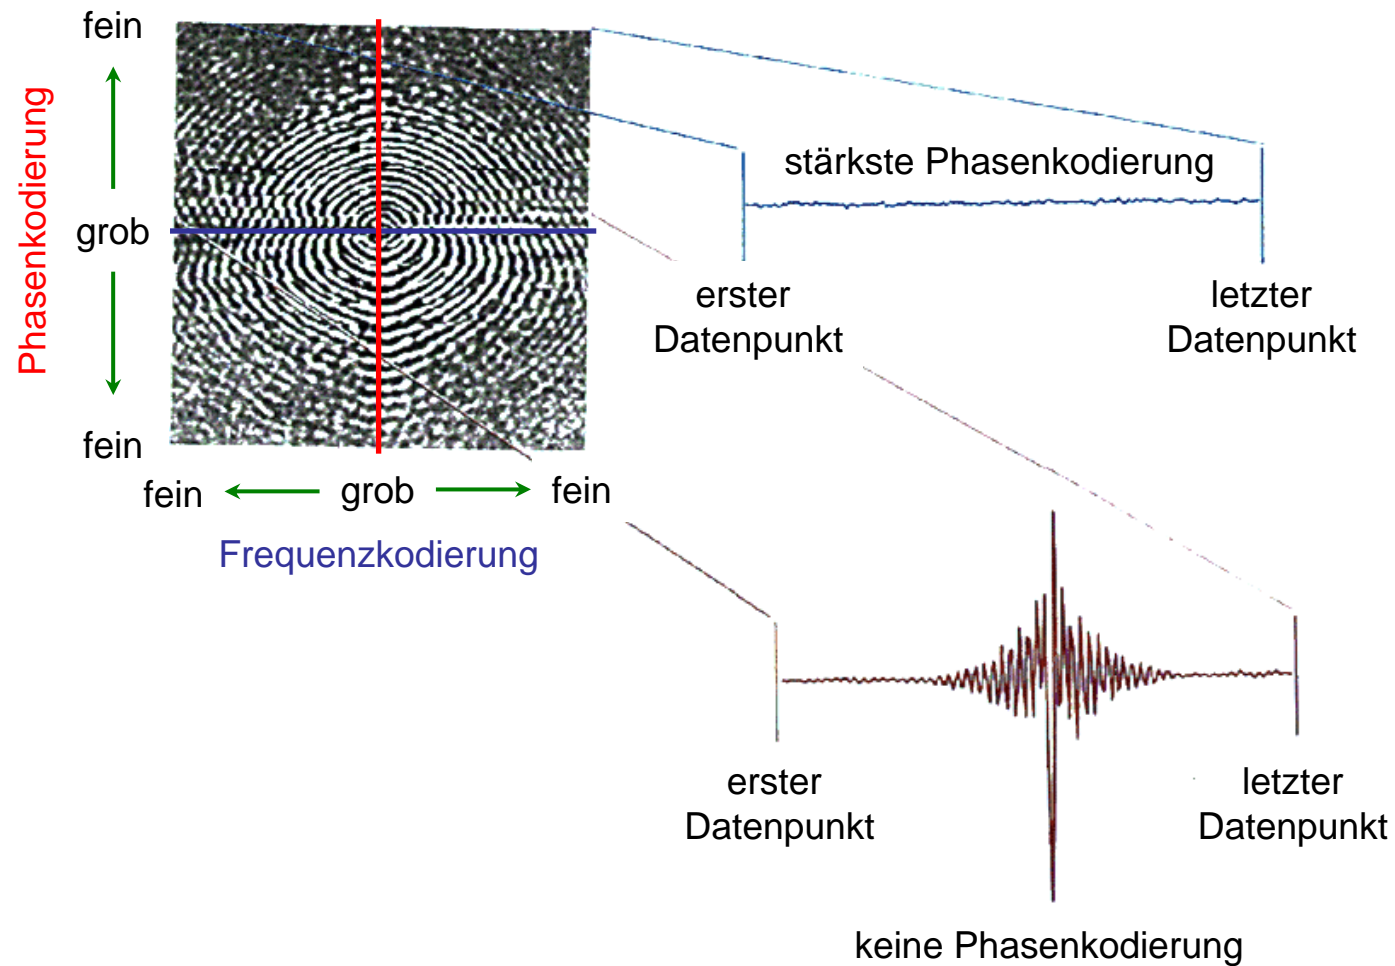 fein
Phasenkodierung
grob
fein
fein
grob
fein
Frequenzkodierung
stärkste Phasenkodierung
erster
Datenpunkt
letzter
Datenpunkt
erster
Datenpunkt
letzter
Datenpunkt
keine Phasenkodierung